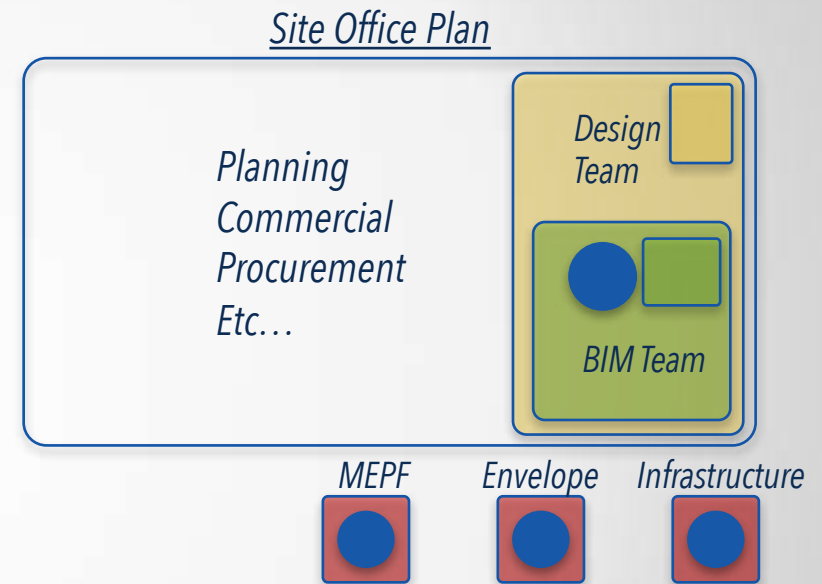 Site Office Plan
Planning
Commercial
Procurement
Etc…
Design
Team
BIM Team
MEPF
Envelope
Infrastructure